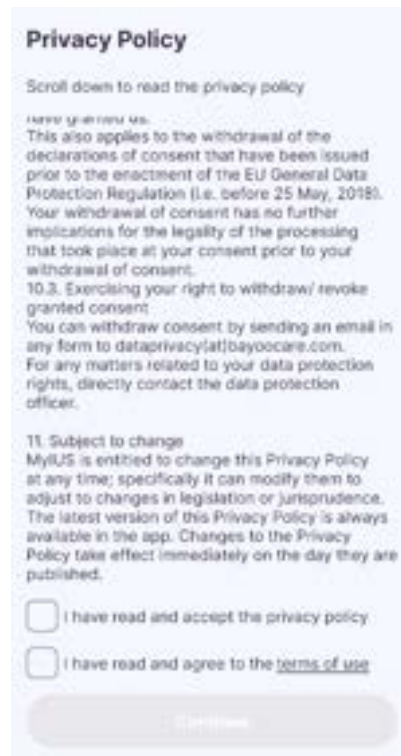 Privacy Policy
Scroll down to read the privacy policy
have granted us.
This also applies to the withdrawal of the
declarations of consent that have been issued
prior to the enactment of the EU General Data
Protection Regulation (i.e. before 25 May, 2018).
Your withdrawal of consent has no further
implications for the legality of the processing
that took place at your consent prior to your
withdrawal of consent.
10.3. Exercising your right to withdraw/ revoke
granted consent
You can withdraw consent by sending an email in
any form to dataprivacy(at)bayoocare.com.
For any matters related to your data protection
rights, directly contact the data protection
officer.
11. Subject to change
MyIUS is entitled to change this Privacy Policy
at any time; specifically it can modify them to
adjust to changes in legislation or jurisprudence.
The latest version of this Privacy Policy is always
available in the app. Changes to the Privacy
Policy take effect immediately on the day they are
published.
I have read and accept the privacy policy
I have read and agree to the terms of use
Continue